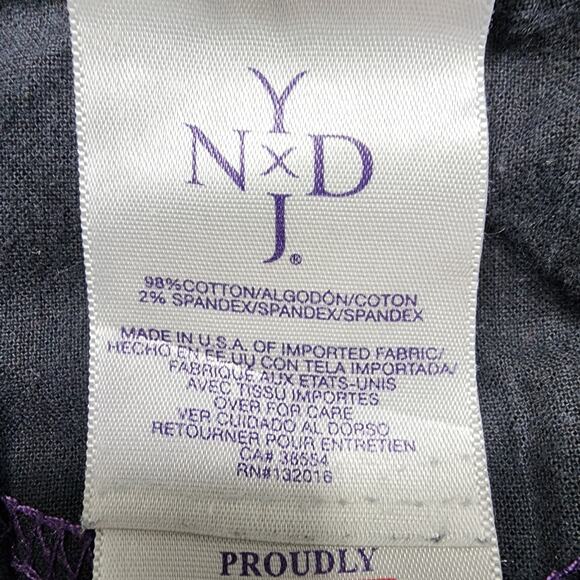 Y
N X D
J®
98% COTTON/ALGODÓN/COTON
2% SPANDEX/SPANDEX/SPANDEX
MADE IN U.S.A. OF IMPORTED FABRIC/
HECHO EN EE.UU CON TELA IMPORTADA/
FABRIQUE AUX ETATS-UNIS
AVEC TISSU IMPORTES
OVER FOR CARE
VER CUIDADO AL DORSO
RETOURNER POUR ENTRETIEN
CA# 38554
RN#132016
PROUDLY